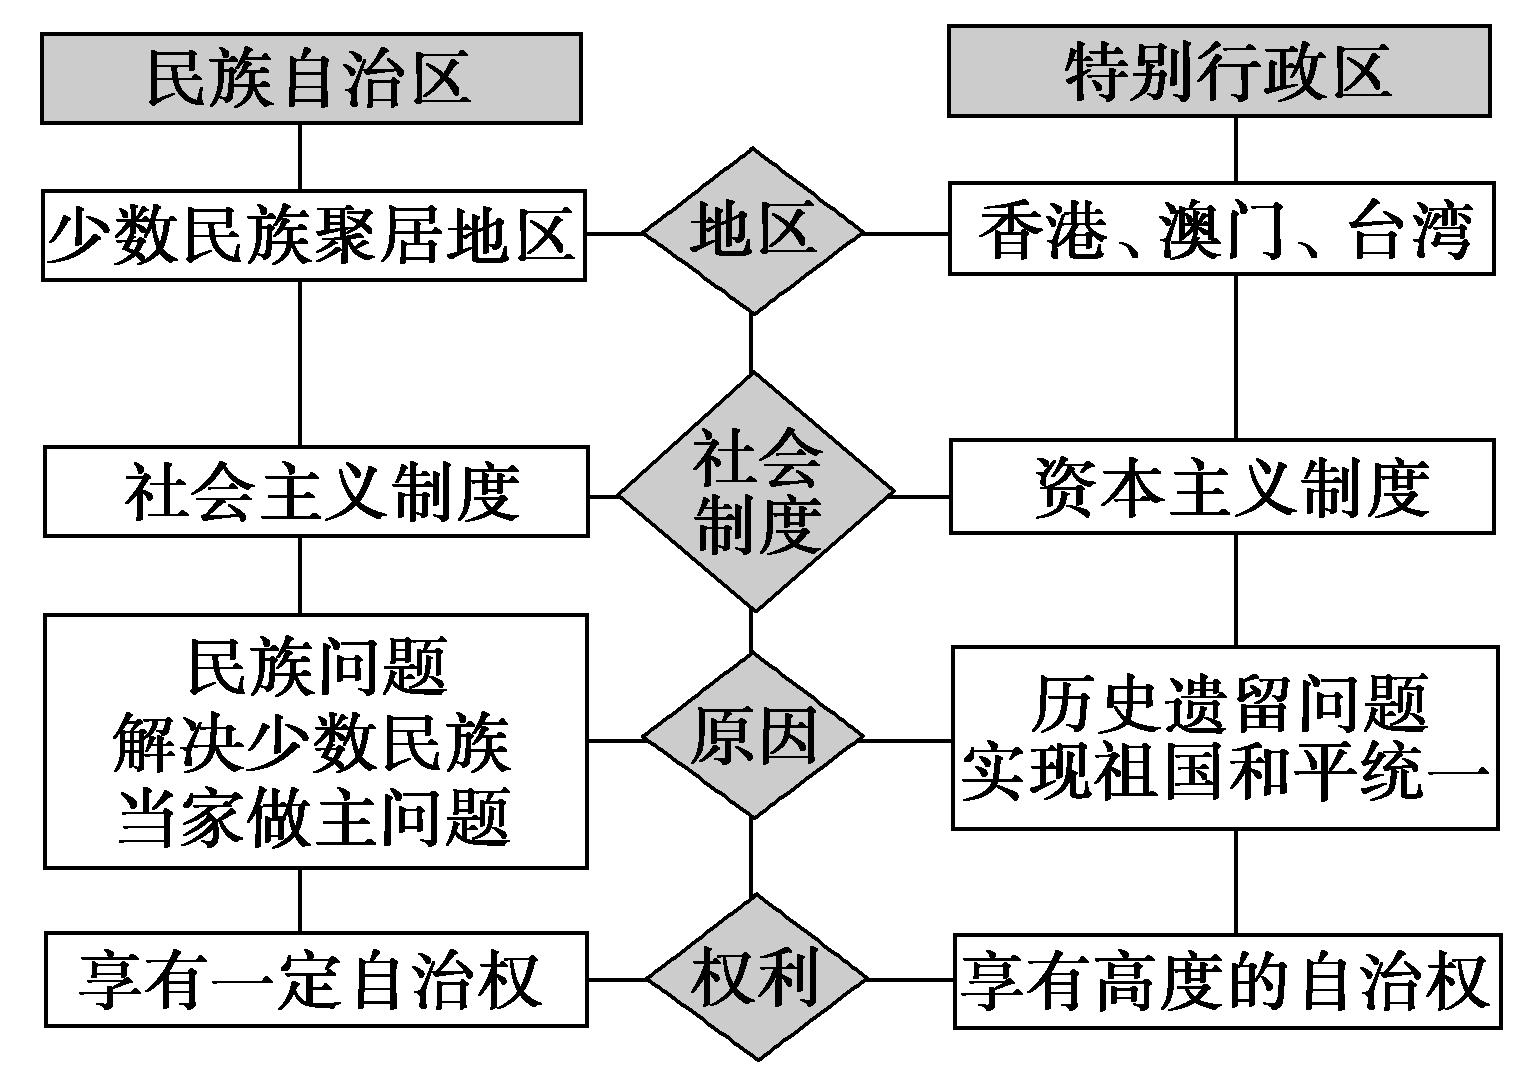 民族自治区
特别行政区
少数民族聚居地区
地区
香港、澳门、台湾
社会主义制度
社会
制度
资本主义制度
民族问题
解决少数民族
当家做主问题
原因
历史遗留问题
实现祖国和平统一
享有一定自治权
权利
享有高度的自治权